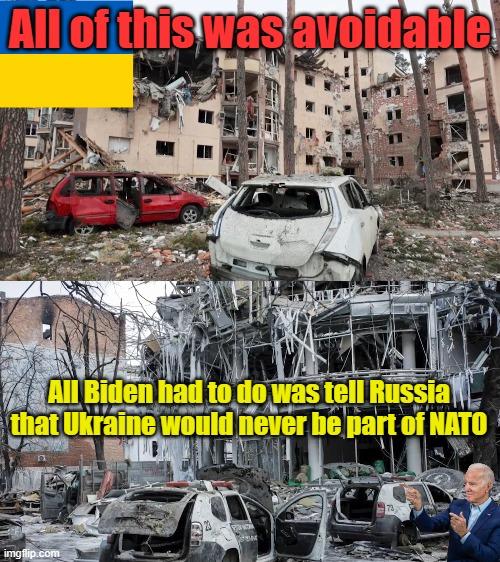 All of this was avoidable
All Biden had to do was tell Russia
that Ukraine would never be part of NATO
imgflip.com